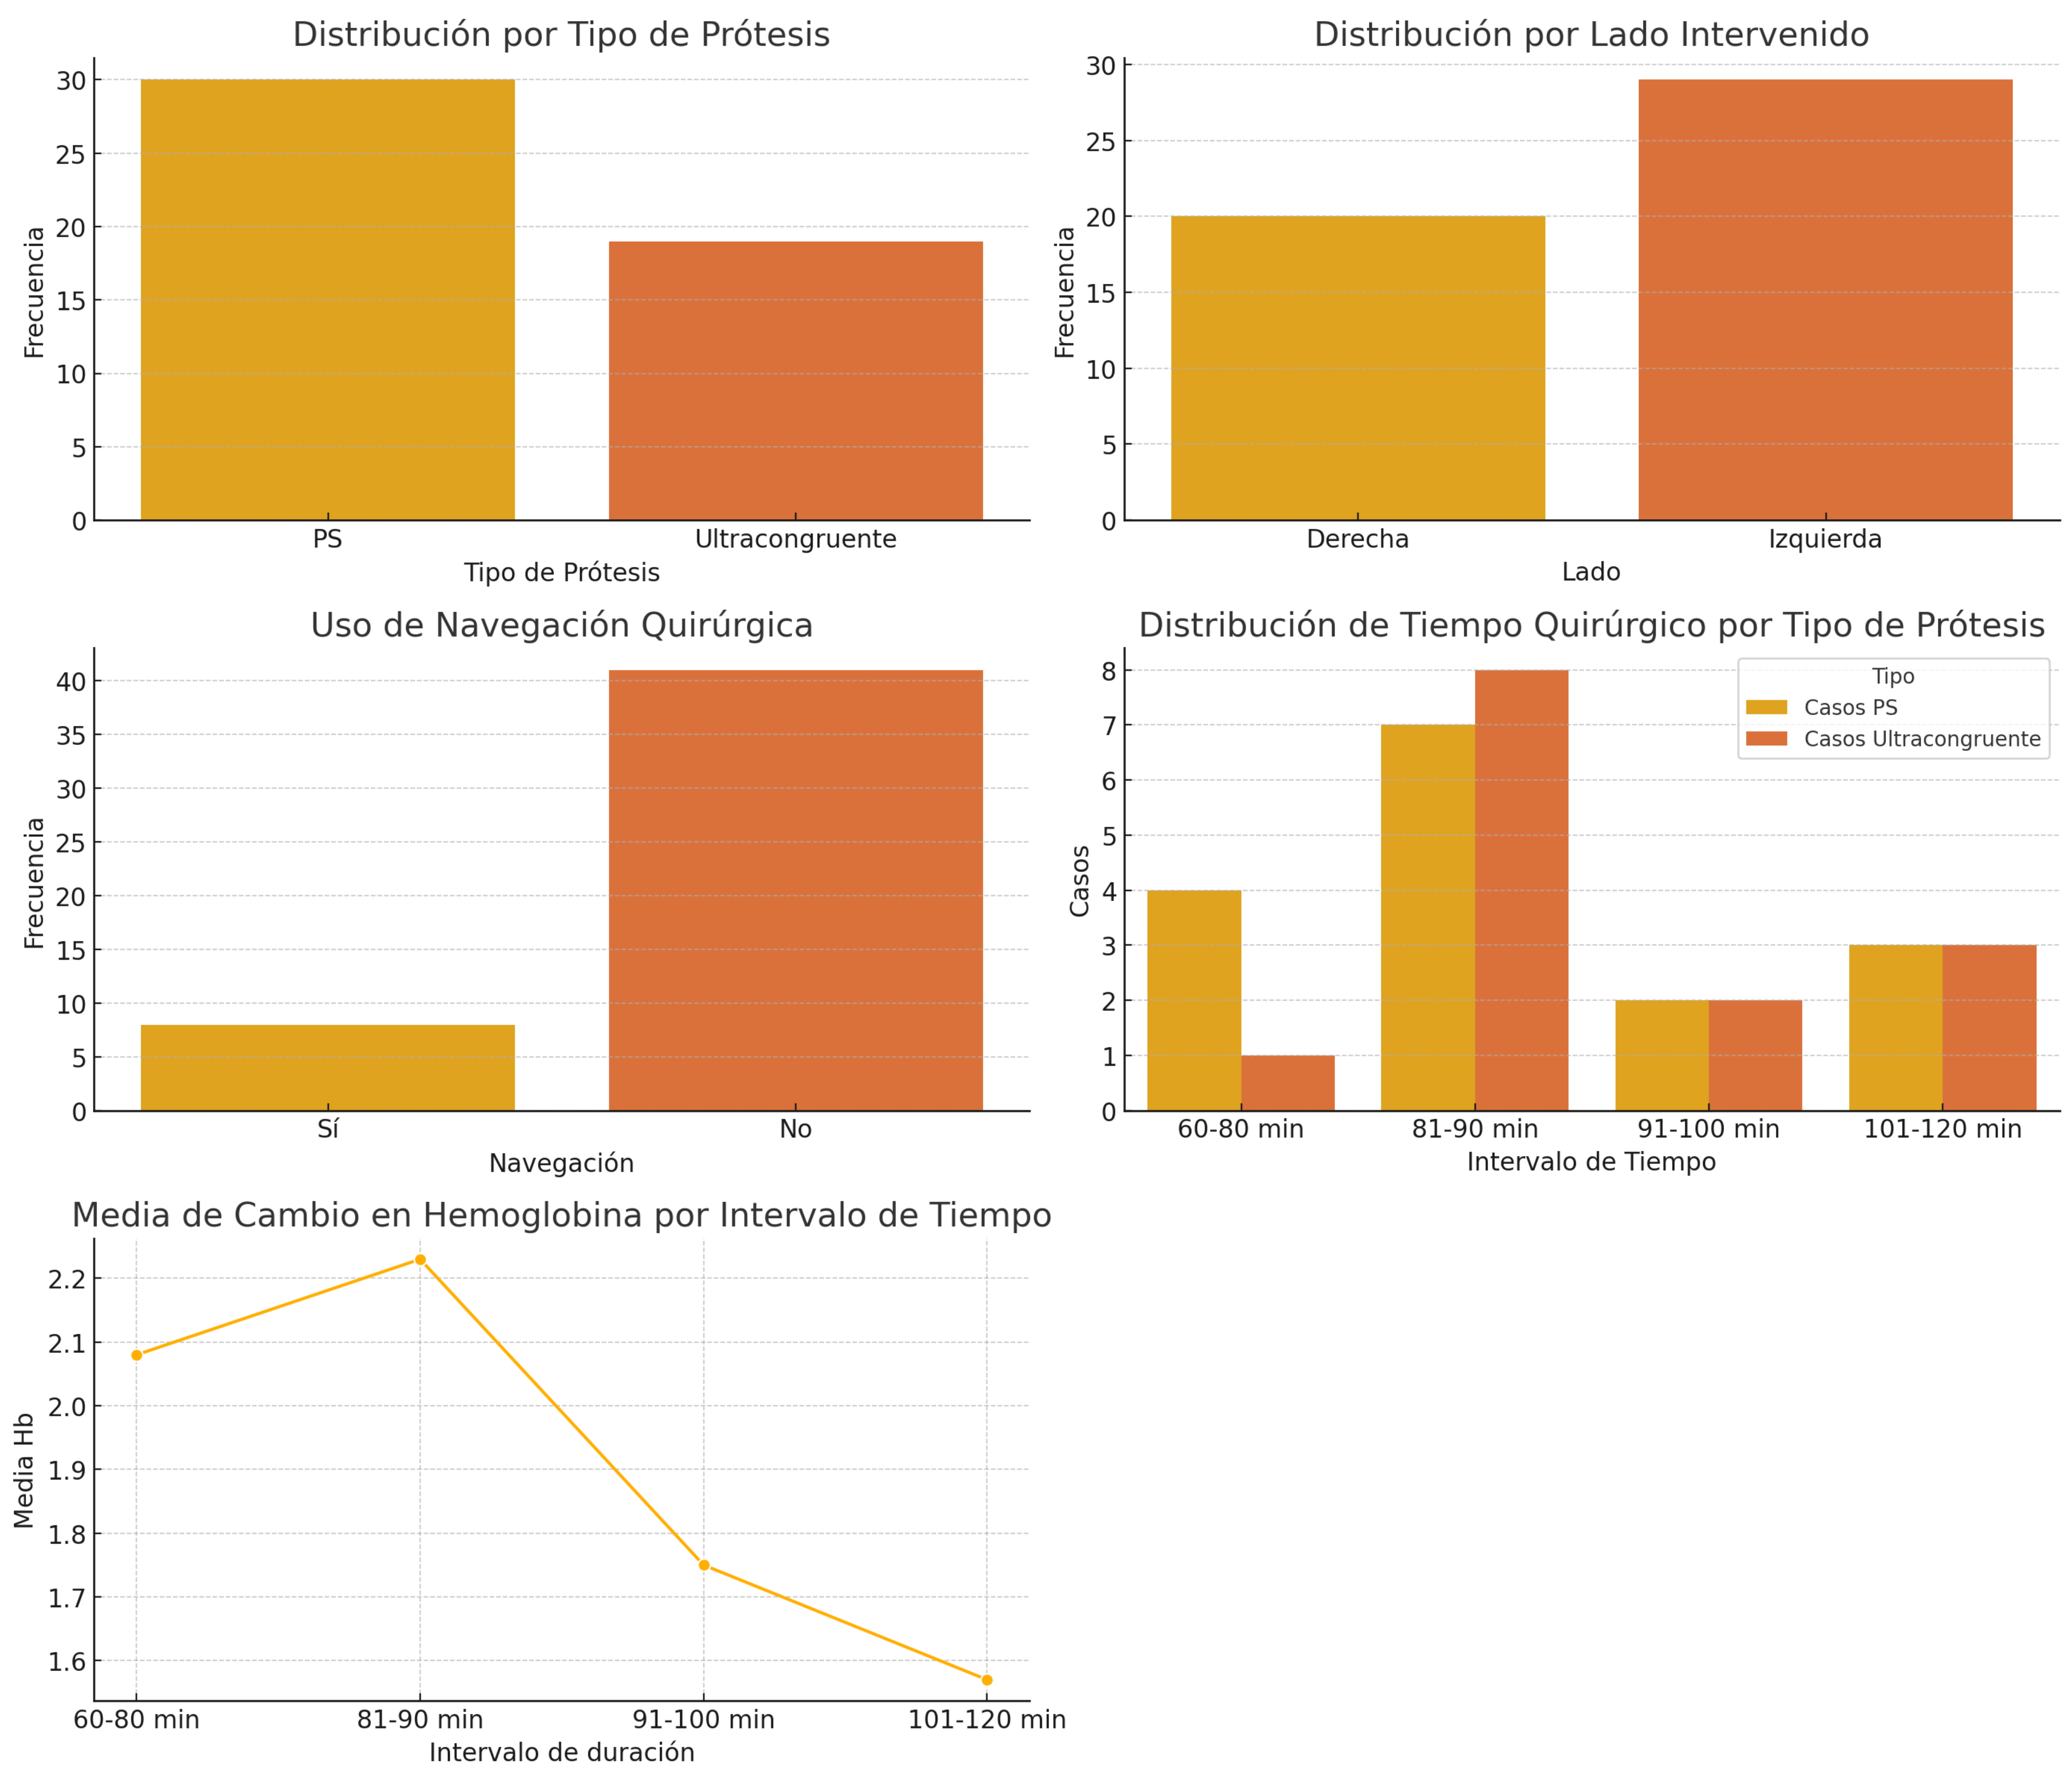 Distribución por Tipo de Prótesis
Frecuencia
30
25
20
15
10
5
0
PS
Ultracongruente
Tipo de Prótesis
Distribución por Lado Intervenido
Frecuencia
30
25
20
15
10
5
0
Derecha
Izquierda
Lado
Uso de Navegación Quirúrgica
Frecuencia
40
35
30
25
20
15
10
5
0
Sí
No
Navegación
Distribución de Tiempo Quirúrgico por Tipo de Prótesis
Tipo
Casos PS
Casos Ultracongruente
Casos
8
7
6
5
4
3
2
1
0
60-80 min
81-90 min
91-100 min
101-120 min
Intervalo de Tiempo
Media de Cambio en Hemoglobina por Intervalo de Tiempo
Media Hb
2.2
2.1
2.0
1.9
1.8
1.7
1.6
60-80 min
81-90 min
91-100 min
101-120 min
Intervalo de duración